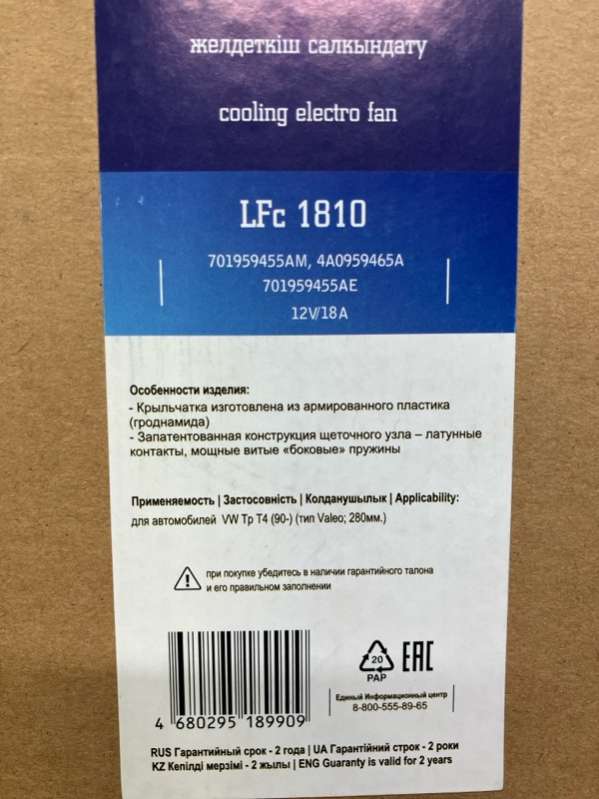 желдеткіш салкындату
cooling electro fan
LFc 1810
701959455AM, 4A0959465A
701959455AE
12V/18A
Особенности изделия:
- Крыльчатка изготовлена из армированного пластика
(гроднамида)
- Запатентованная конструкция щеточного узла – латунные
контакты, мощные витые «боковые» пружины
Применяемость | Застосовність | Колданушылык | Applicability:
для автомобилей VW Tp T4 (90-) (тип Valeo; 280мм.)
при покупке убедитесь в наличии гарантийного талона
и его правильном заполнении
20
PAP
EAC
Единый Информационный центр
8-800-555-89-65
4 680295 189909
RUS Гарантийный срок - 2 года | UA Гарантійний строк - 2 роки
KZ Кепілді мерзімі - 2 жылы | ENG Guaranty is valid for 2 years